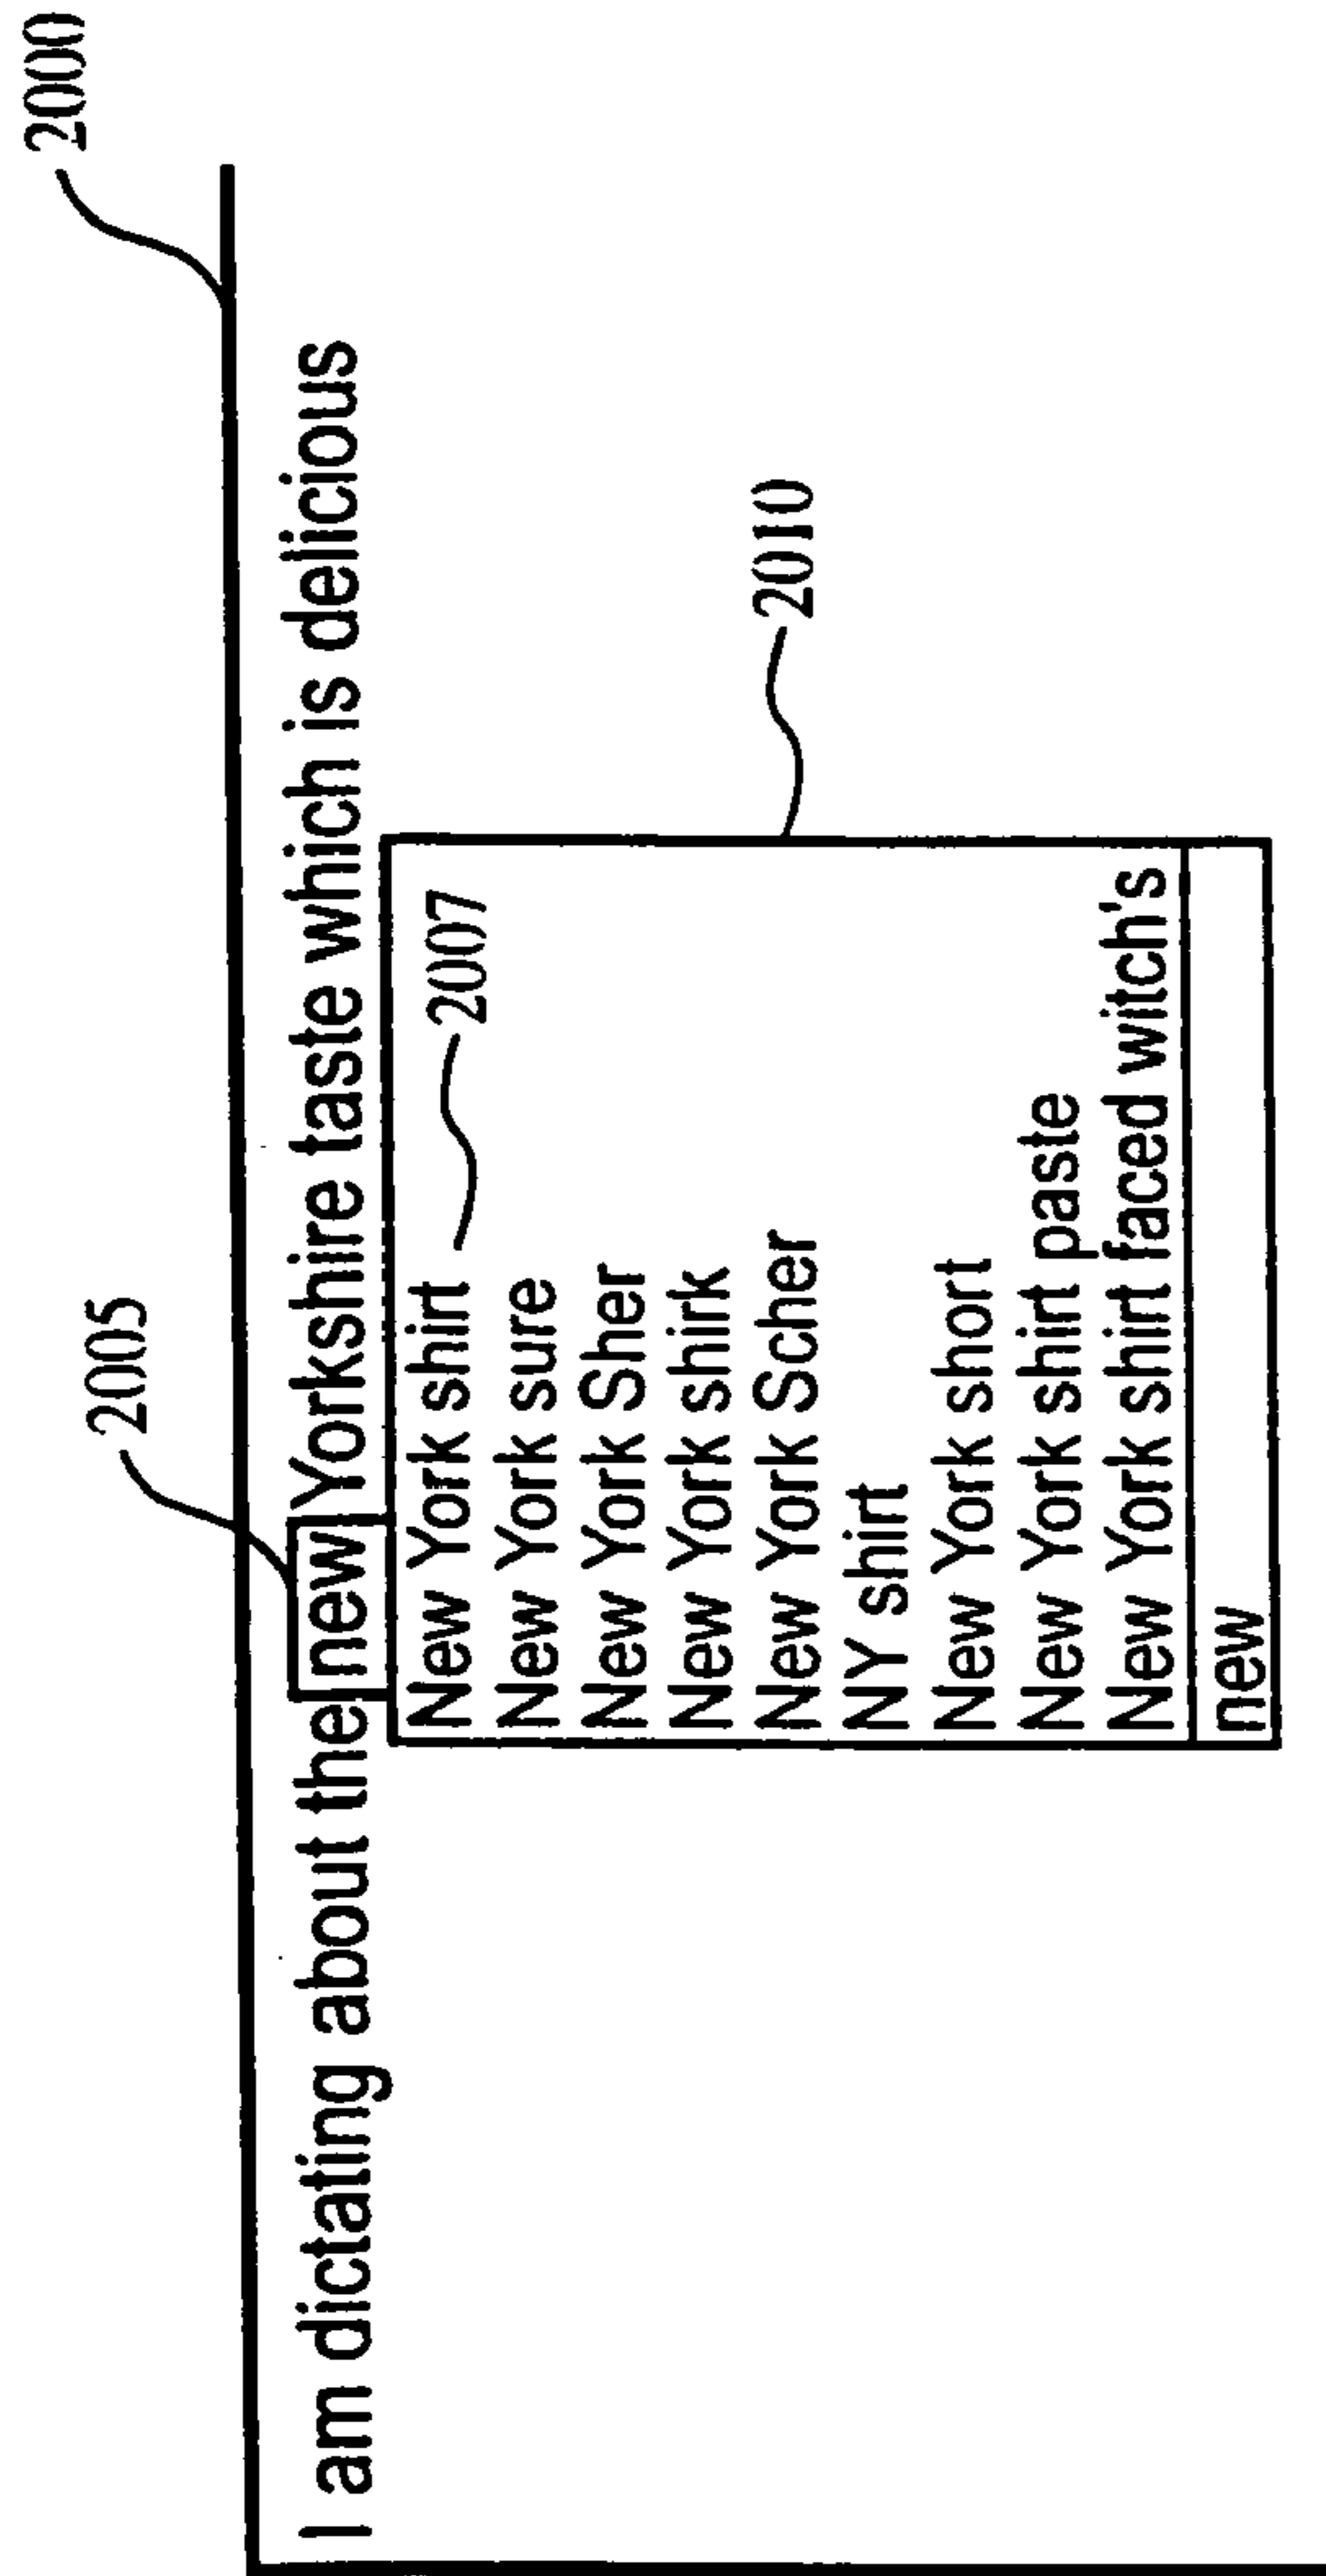 2000
2005
I am dictating about the new Yorkshire taste which is delicious
New York shirt 2007
New York sure
New York Sher
New York shirk
New York Scher
NY shirt
New York short
New York shirt paste
New York shirt faced witch's
new
2010